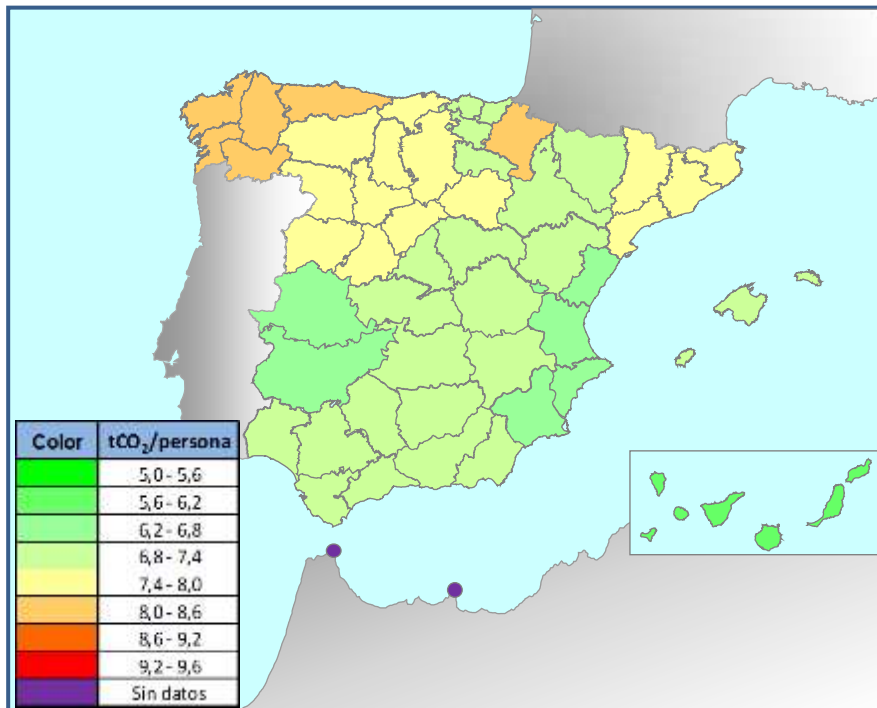 Color tCO₂/persona
5,0 - 5,6
5,6 - 6,2
6,2 - 6,8
6,8 - 7,4
7,4 - 8,0
8,0 - 8,6
8,6 - 9,2
9,2 - 9,6
Sin datos